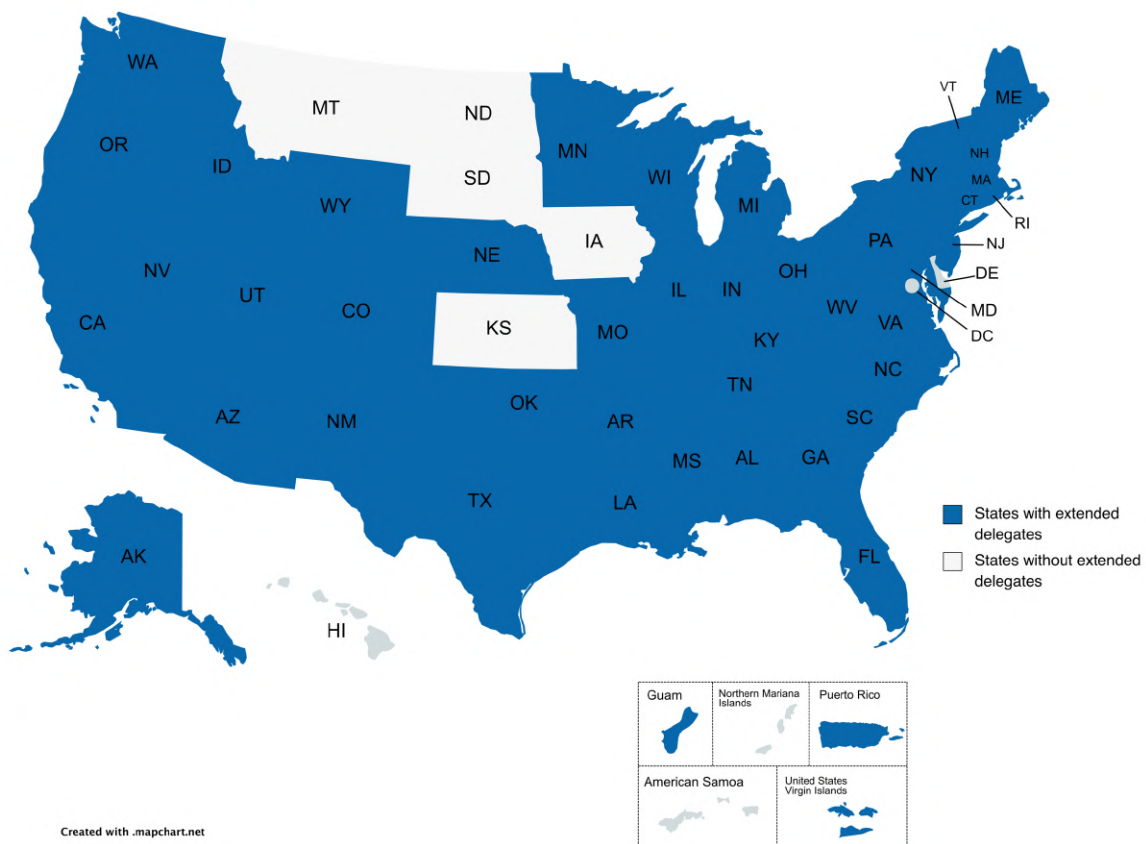 WA
VT
ME
MT
ND
OR
MN
NH
ID
SD
WI
NY
MA
CT
WY
MI
RI
IA
PA
NJ
NE
NV
OH
DE
UT
IL
IN
CO
WV
MD
CA
KS
MO
VA
DC
KY
NC
TN
OK
AZ
NM
AR
SC
MS
AL
GA
TX
LA
States with extended
delegates
AK
FL
States without extended
delegates
HI
Guam
Northern Mariana
Islands
Puerto Rico
American Samoa
United States
Virgin Islands
Created with .mapchart.net